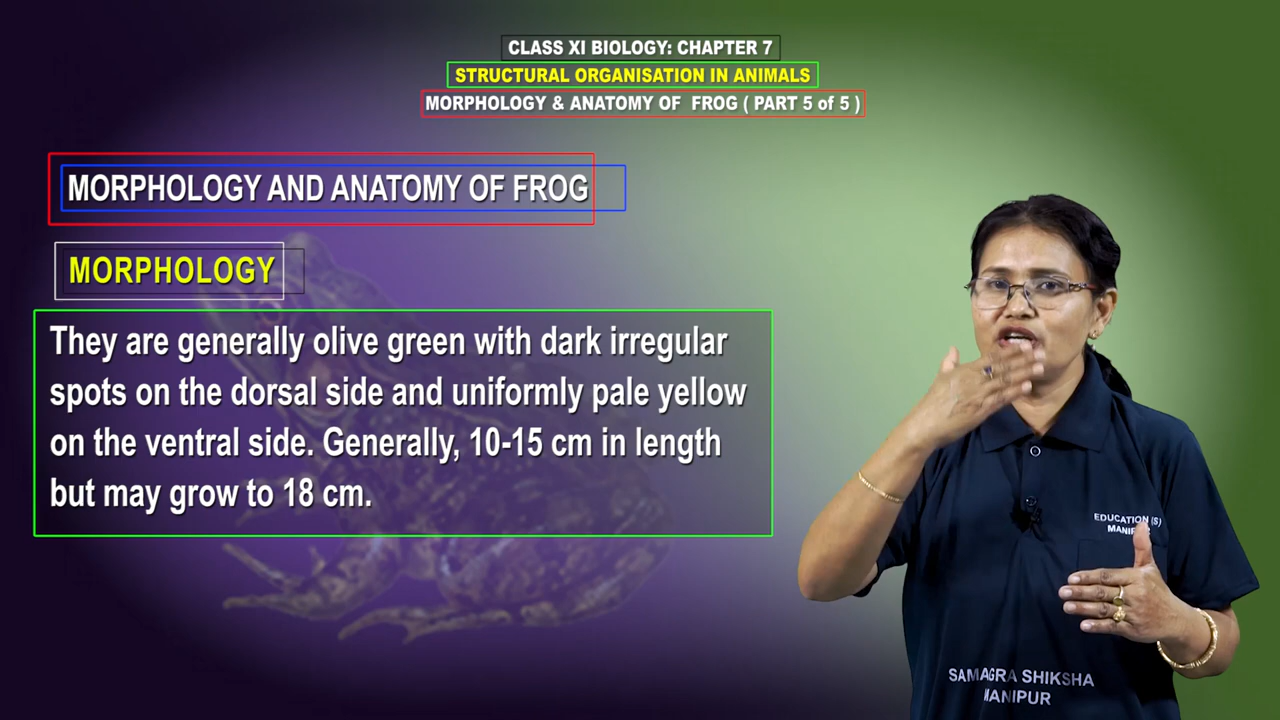 CLASS XI BIOLOGY: CHAPTER 7
STRUCTURAL ORGANISATION IN ANIMALS
MORPHOLOGY & ANATOMY OF FROG ( PART 5 of 5 )
MORPHOLOGY AND ANATOMY OF FROG
MORPHOLOGY
They are generally olive green with dark irregular
spots on the dorsal side and uniformly pale yellow
on the ventral side. Generally, 10-15 cm in length
but may grow to 18 cm.
EDUCATION (S)
SAMAGRA SHIKSHA
MANIPUR